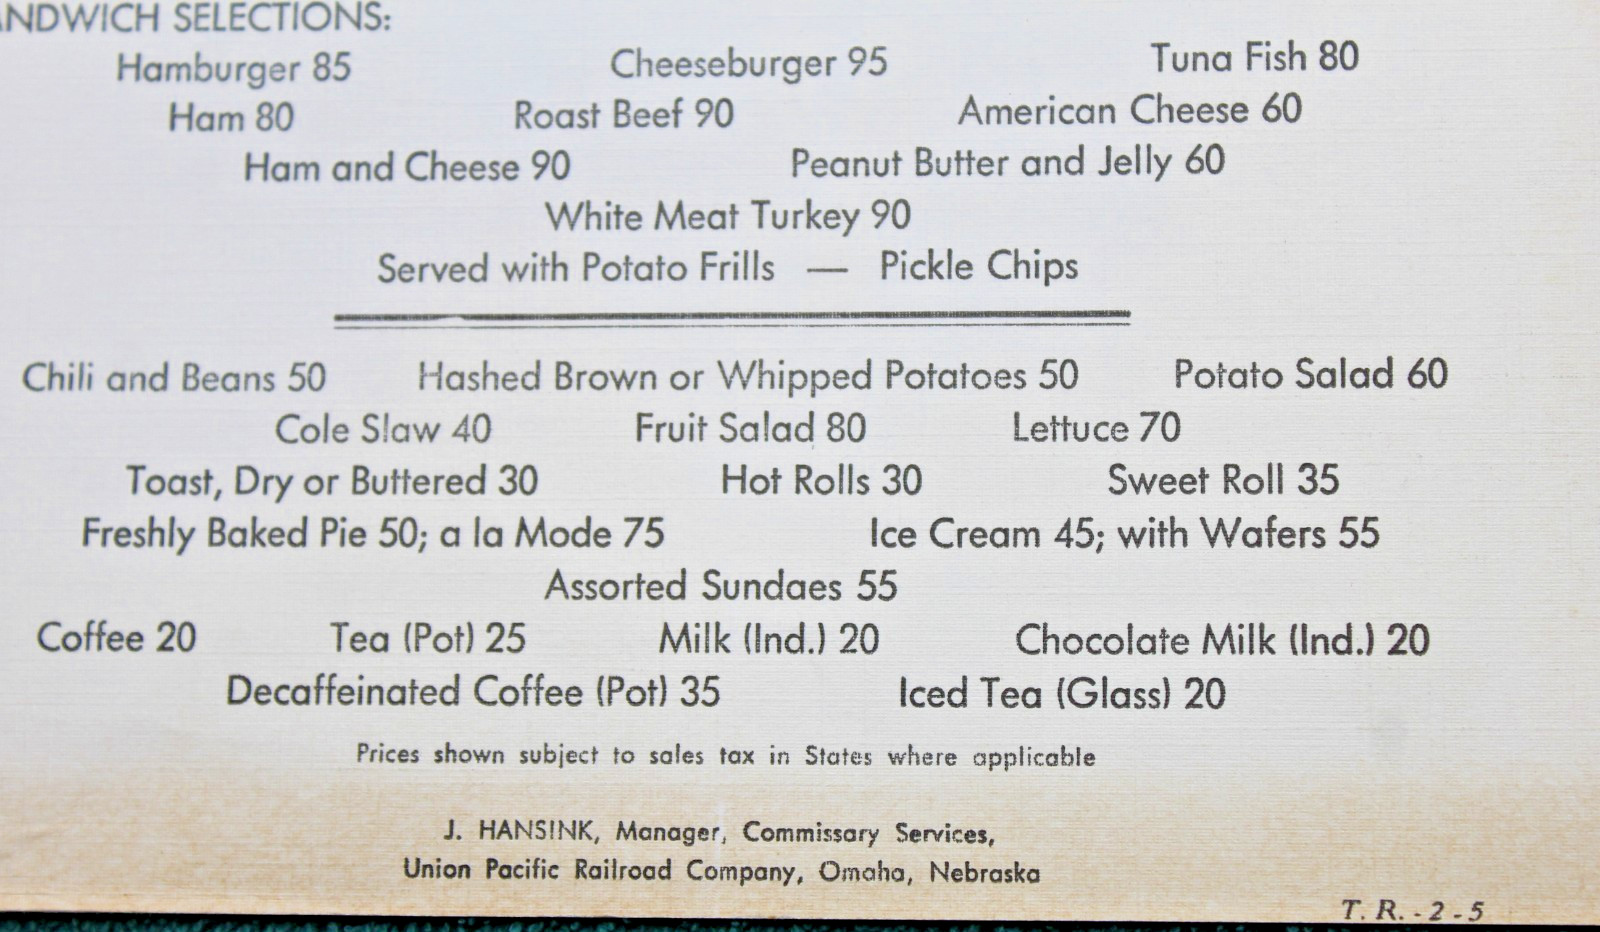 ANDWICH SELECTIONS:
Hamburger 85 Cheeseburger 95 Tuna Fish 80
Ham 80 Roast Beef 90 American Cheese 60
Ham and Cheese 90 Peanut Butter and Jelly 60
White Meat Turkey 90
Served with Potato Frills — Pickle Chips
Chili and Beans 50 Hashed Brown or Whipped Potatoes 50 Potato Salad 60
Cole Slaw 40 Fruit Salad 80 Lettuce 70
Toast, Dry or Buttered 30 Hot Rolls 30 Sweet Roll 35
Freshly Baked Pie 50; a la Mode 75 Ice Cream 45; with Wafers 55
Assorted Sundaes 55
Coffee 20 Tea (Pot) 25 Milk (Ind.) 20 Chocolate Milk (Ind.) 20
Decaffeinated Coffee (Pot) 35 Iced Tea (Glass) 20
Prices shown subject to sales tax in States where applicable
J. HANSINK, Manager, Commissary Services,
Union Pacific Railroad Company, Omaha, Nebraska
T. R. - 2 - 5